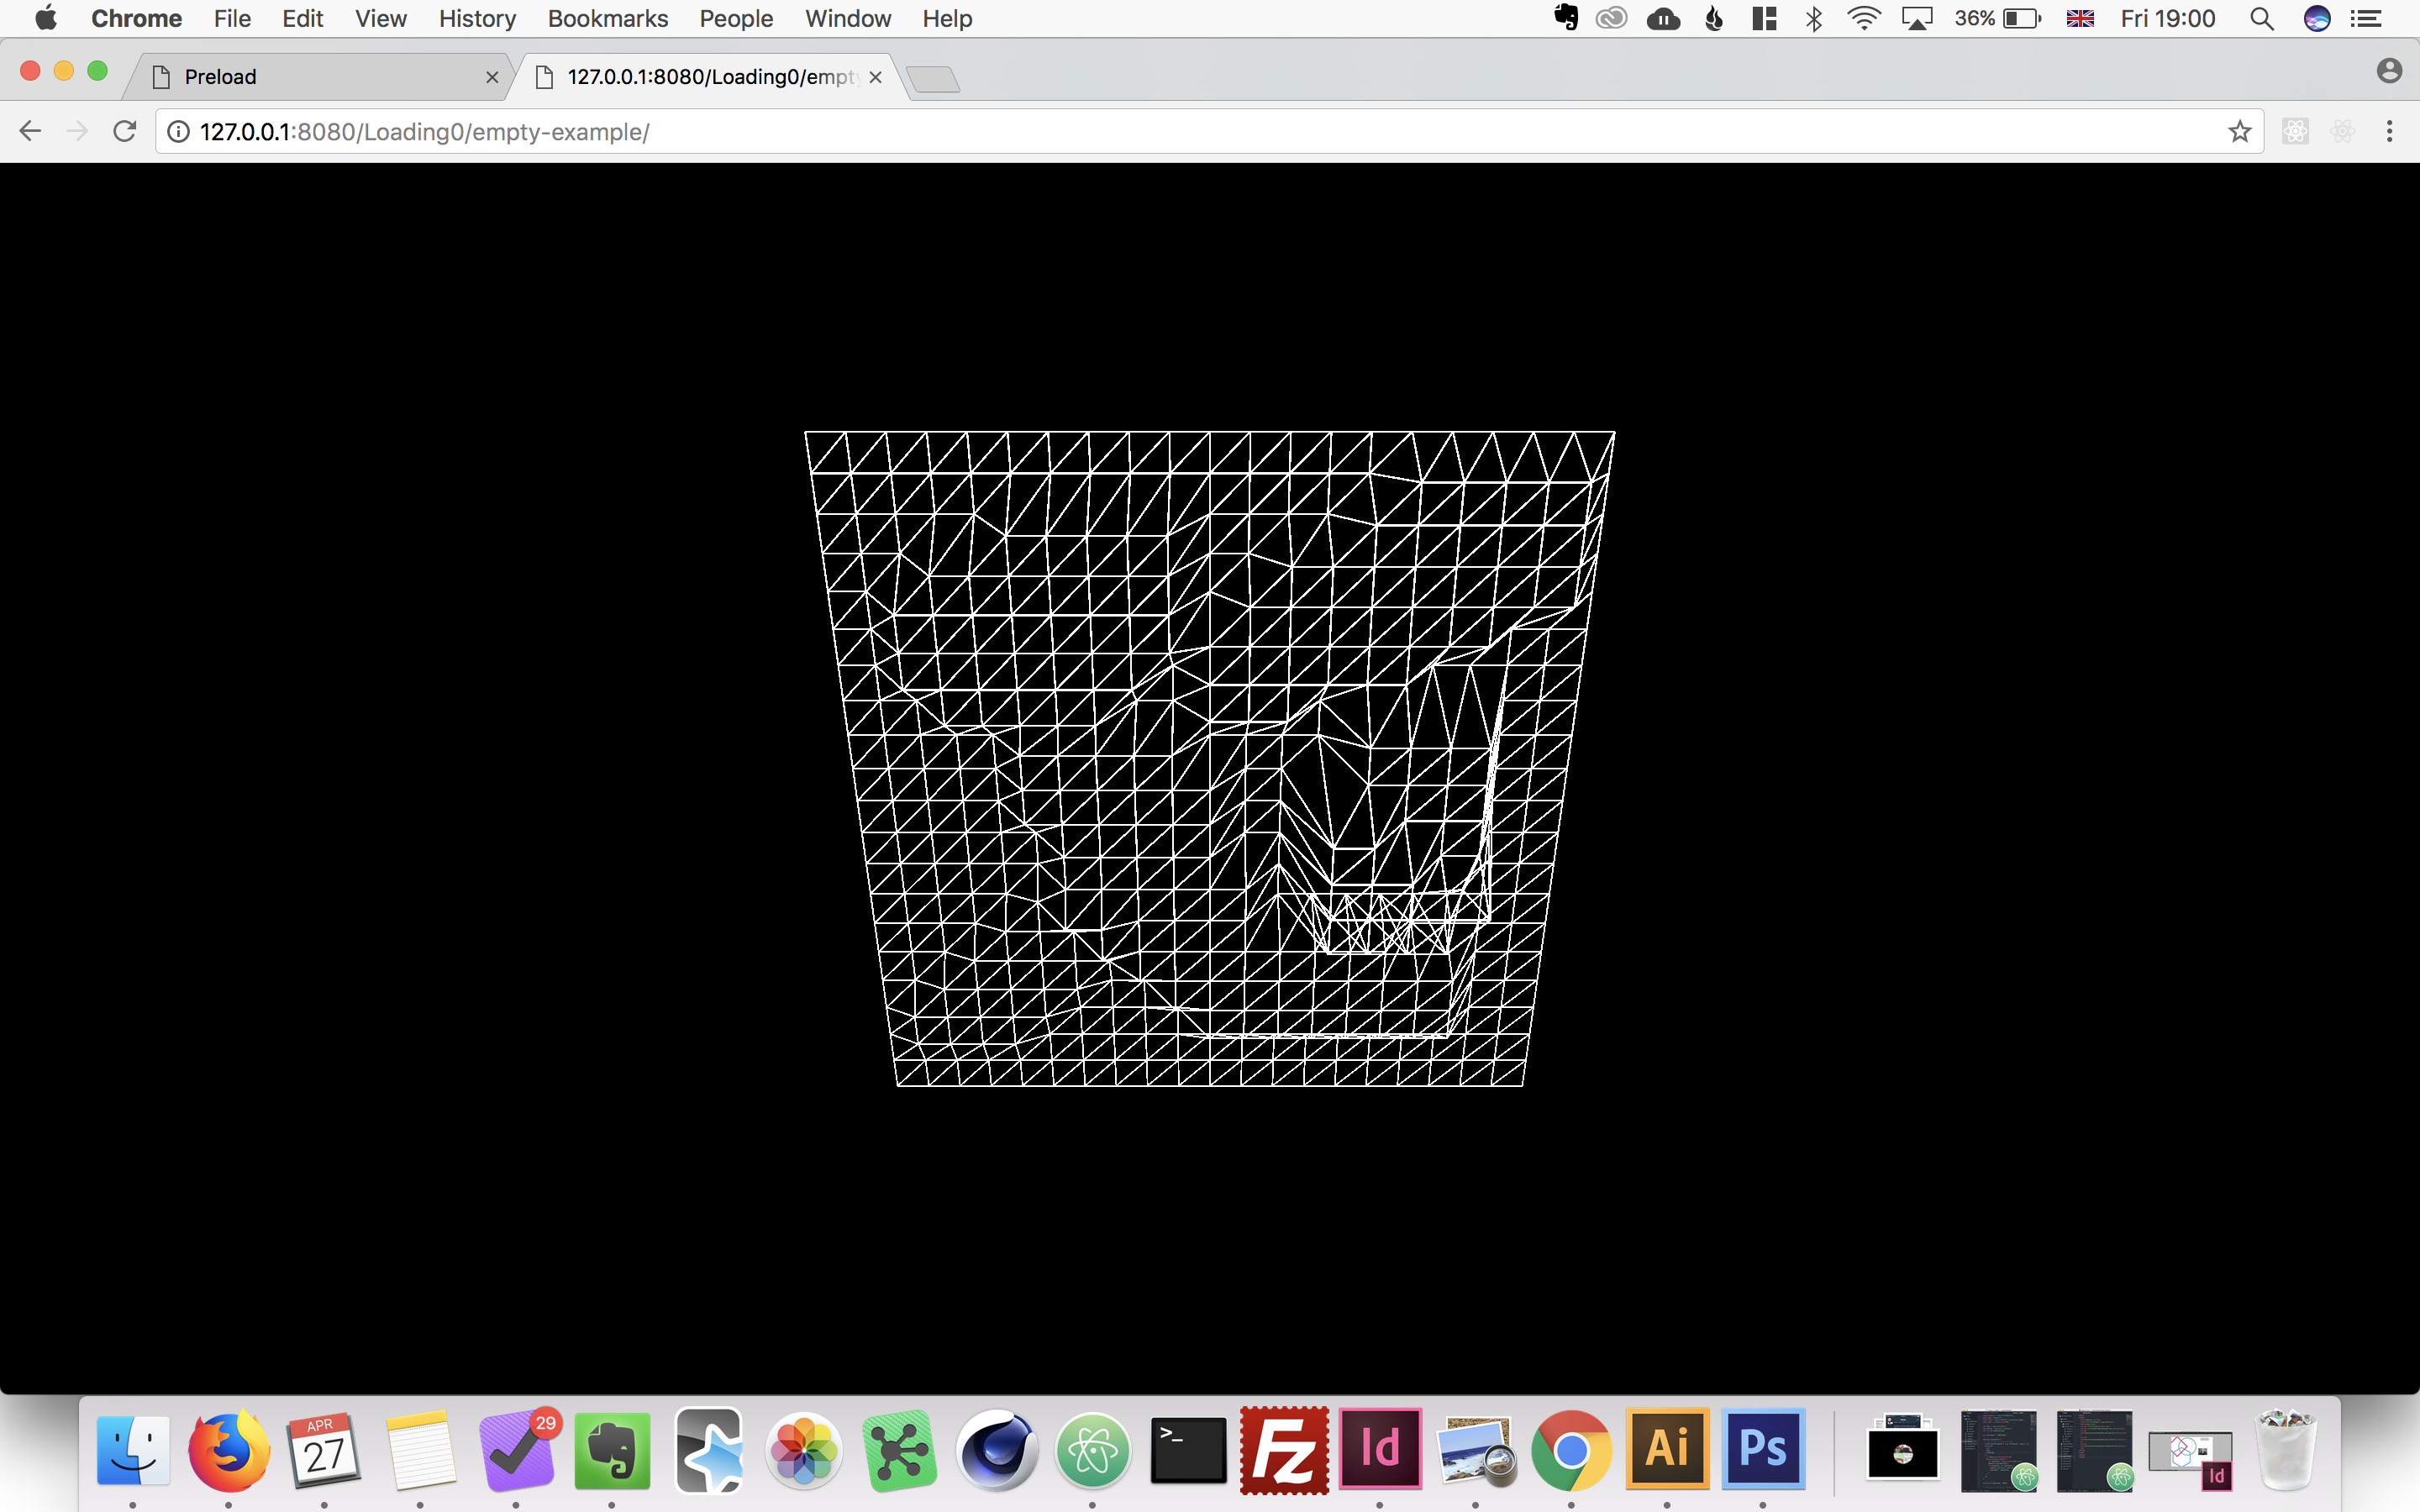 Chrome File Edit View History Bookmarks People Window Help 36% Fri 19:00
Preload 127.0.0.1:8080/Loading0/empt
127.0.0.1:8080/Loading0/empty-example/
APR
27
29
>_
Fz
Id
Ai
Ps
Id